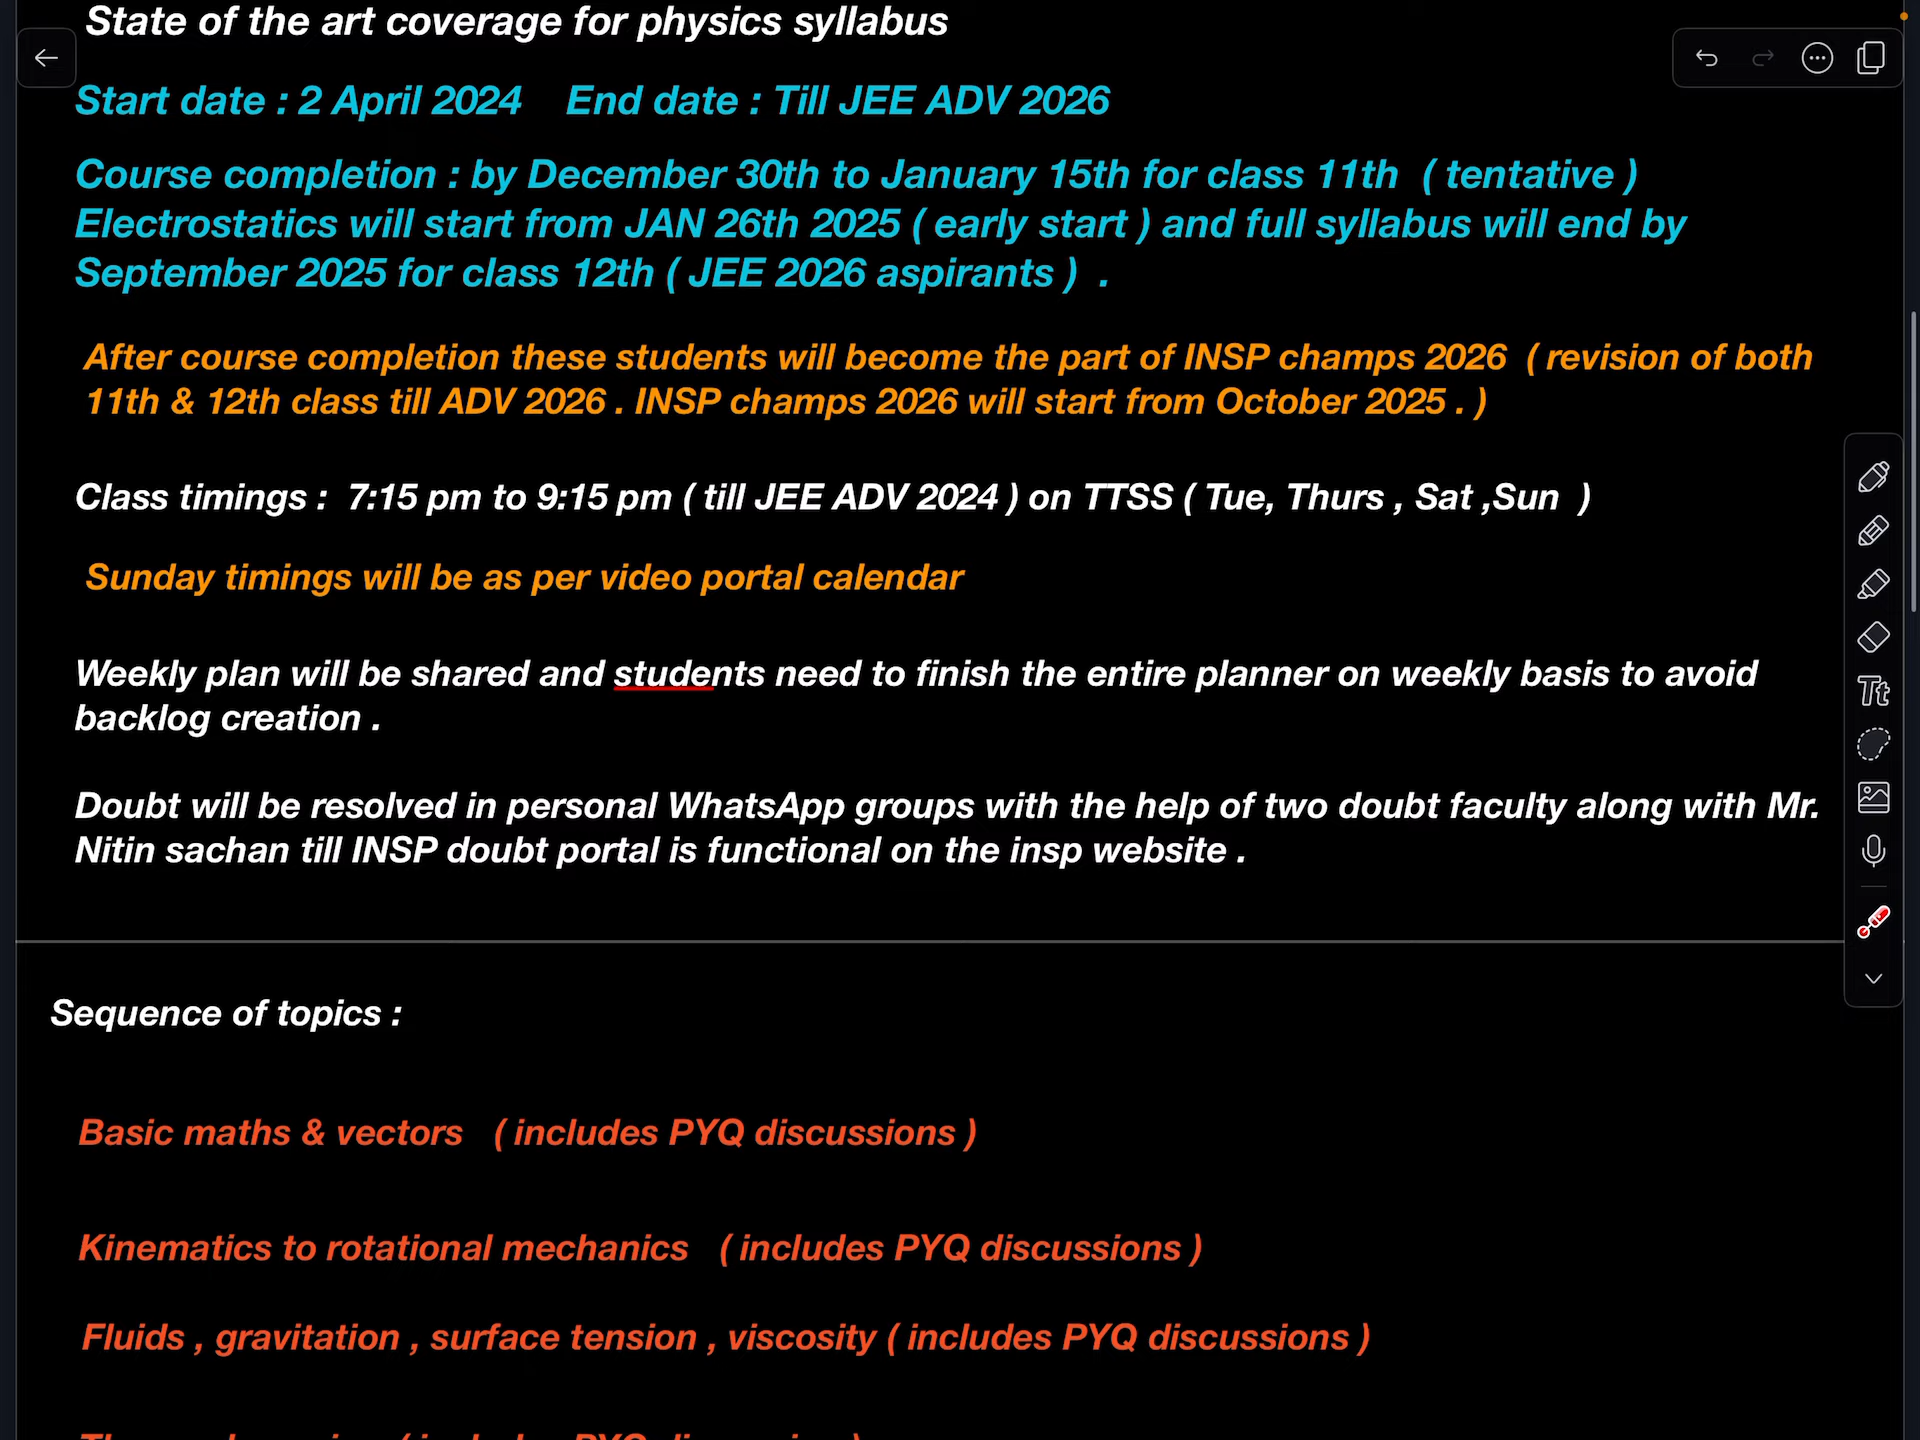 State of the art coverage for physics syllabus
Start date : 2 April 2024 End date : Till JEE ADV 2026
Course completion : by December 30th to January 15th for class 11th ( tentative )
Electrostatics will start from JAN 26th 2025 ( early start ) and full syllabus will end by
September 2025 for class 12th ( JEE 2026 aspirants ) .
After course completion these students will become the part of INSP champs 2026 ( revision of both
11th & 12th class till ADV 2026 . INSP champs 2026 will start from October 2025 . )
Class timings : 7:15 pm to 9:15 pm ( till JEE ADV 2024 ) on TTSS ( Tue, Thurs , Sat ,Sun )
Sunday timings will be as per video portal calendar
Weekly plan will be shared and students need to finish the entire planner on weekly basis to avoid
backlog creation .
Doubt will be resolved in personal WhatsApp groups with the help of two doubt faculty along with Mr.
Nitin sachan till INSP doubt portal is functional on the insp website .
Tt
Sequence of topics :
Basic maths & vectors ( includes PYQ discussions )
Kinematics to rotational mechanics ( includes PYQ discussions )
Fluids , gravitation , surface tension , viscosity ( includes PYQ discussions )